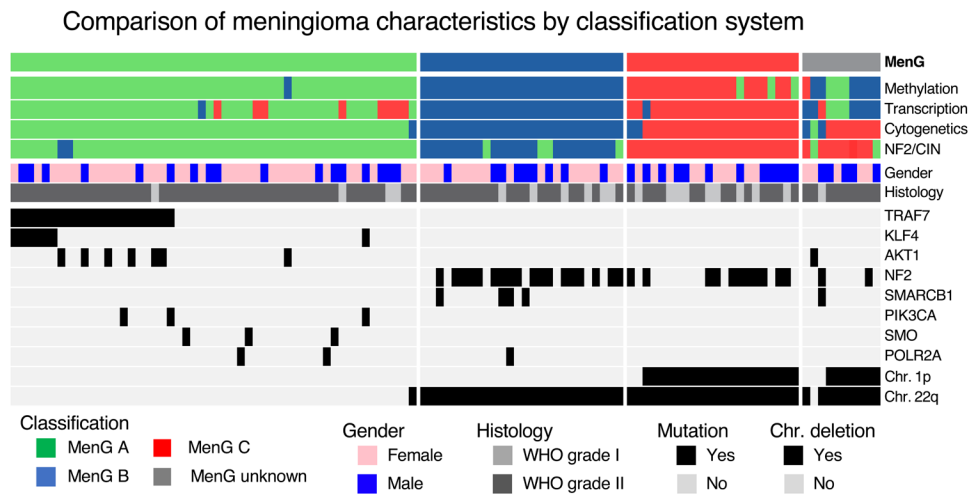 Comparison of meningioma characteristics by classification system
MenG
Methylation
Transcription
Cytogenetics
NF2/CIN
Gender
Histology
TRAF7
KLF4
AKT1
NF2
SMARCB1
PIK3CA
SMO
POLR2A
Chr. 1p
Chr. 22q
Classification
MenG A
MenG C
MenG B
MenG unknown
Gender
Female
Male
Histology
WHO grade I
WHO grade II
Mutation
Yes
No
Chr. deletion
Yes
No